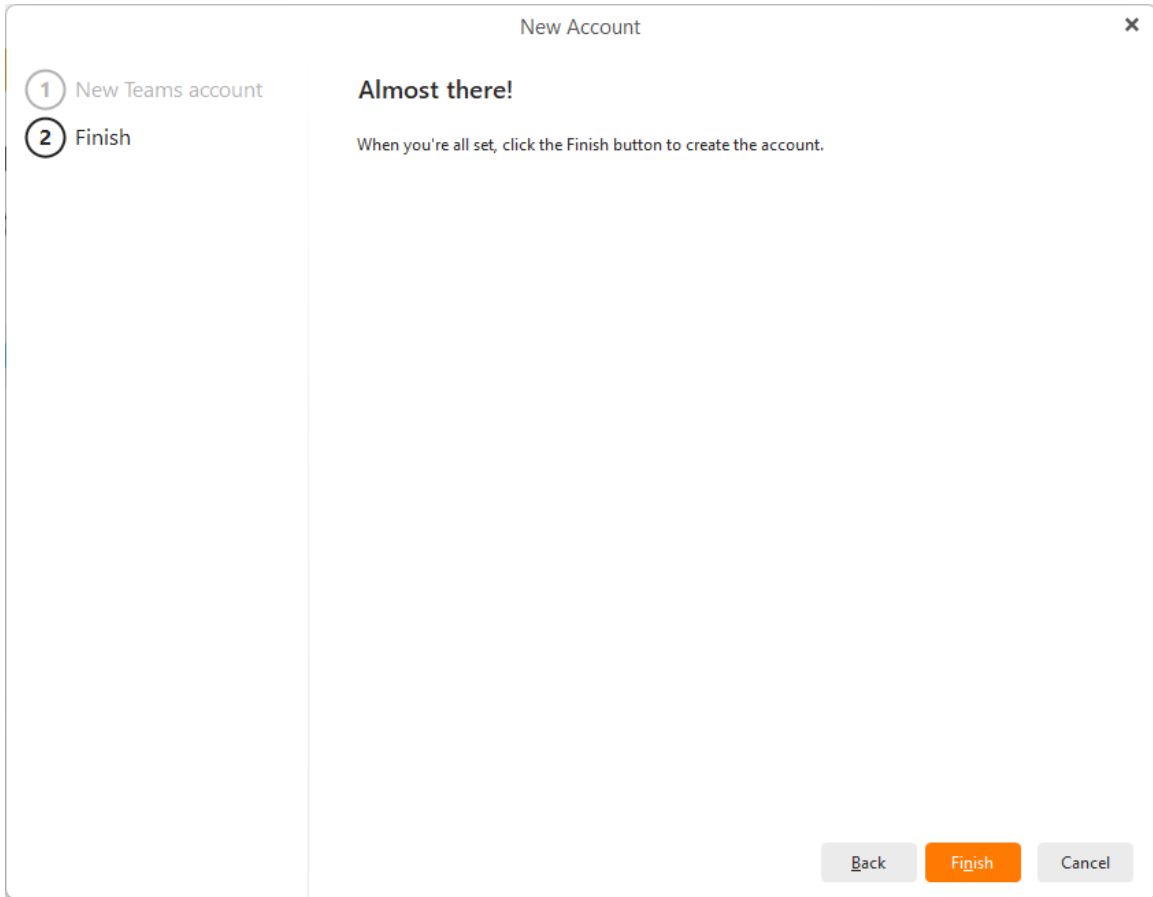 New Account
1 New Teams account
2 Finish
Almost there!
When you're all set, click the Finish button to create the account.
Back
Finish
Cancel